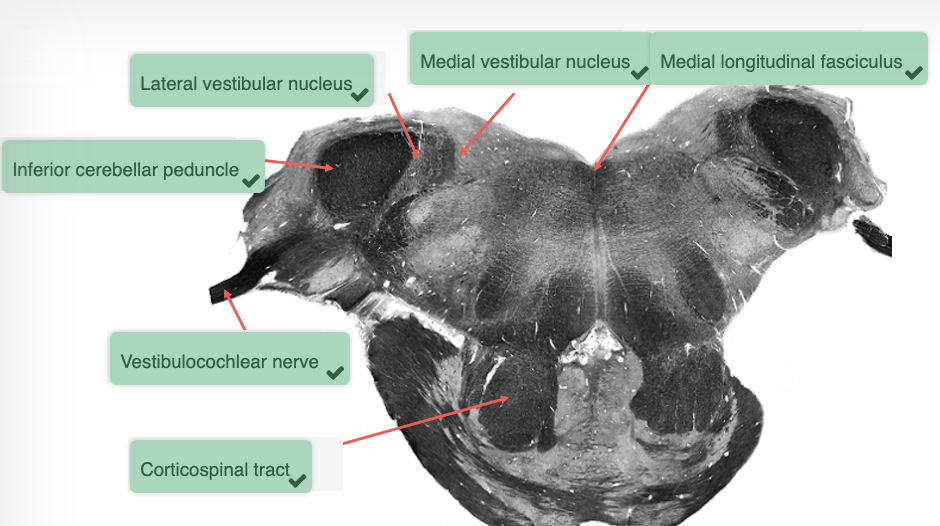 Medial vestibular nucleus
Medial longitudinal fasciculus
Lateral vestibular nucleus
Inferior cerebellar peduncle
Vestibulocochlear nerve
Corticospinal tract